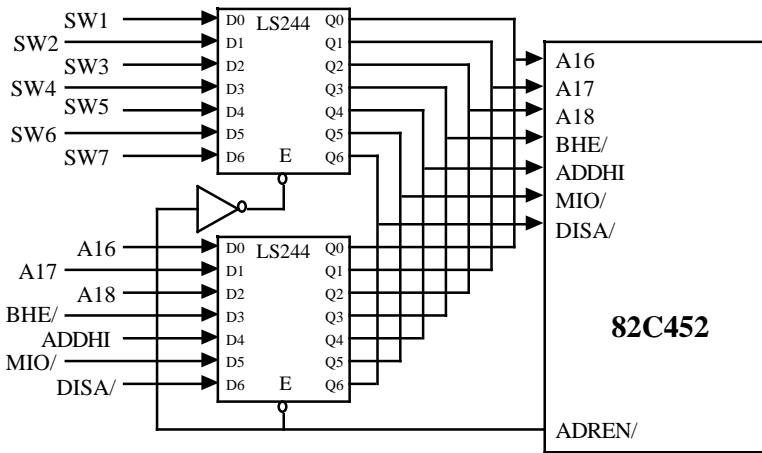 SW1 D0 LS244 Q0
SW2 D1 Q1
SW3 D2 Q2
SW4 D3 Q3
SW5 D4 Q4
SW6 D5 Q5
SW7 D6 E Q6
A16 D0 LS244 Q0
A17 D1 Q1
A18 D2 Q2
BHE/ D3 Q3
ADDHI D4 Q4
MIO/ D5 Q5
DISA/ D6 E Q6
A16
A17
A18
BHE/
ADDHI
MIO/
DISA/
82C452
ADREN/